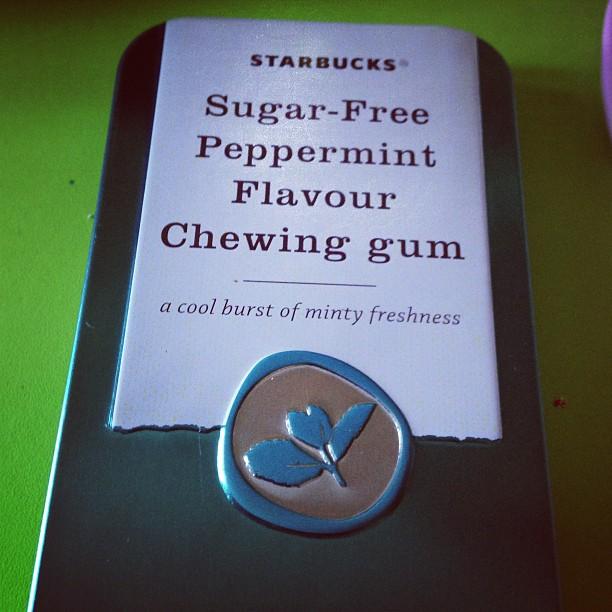 STARBUCKS®
Sugar-Free
Peppermint
Flavour
Chewing gum
a cool burst of minty freshness